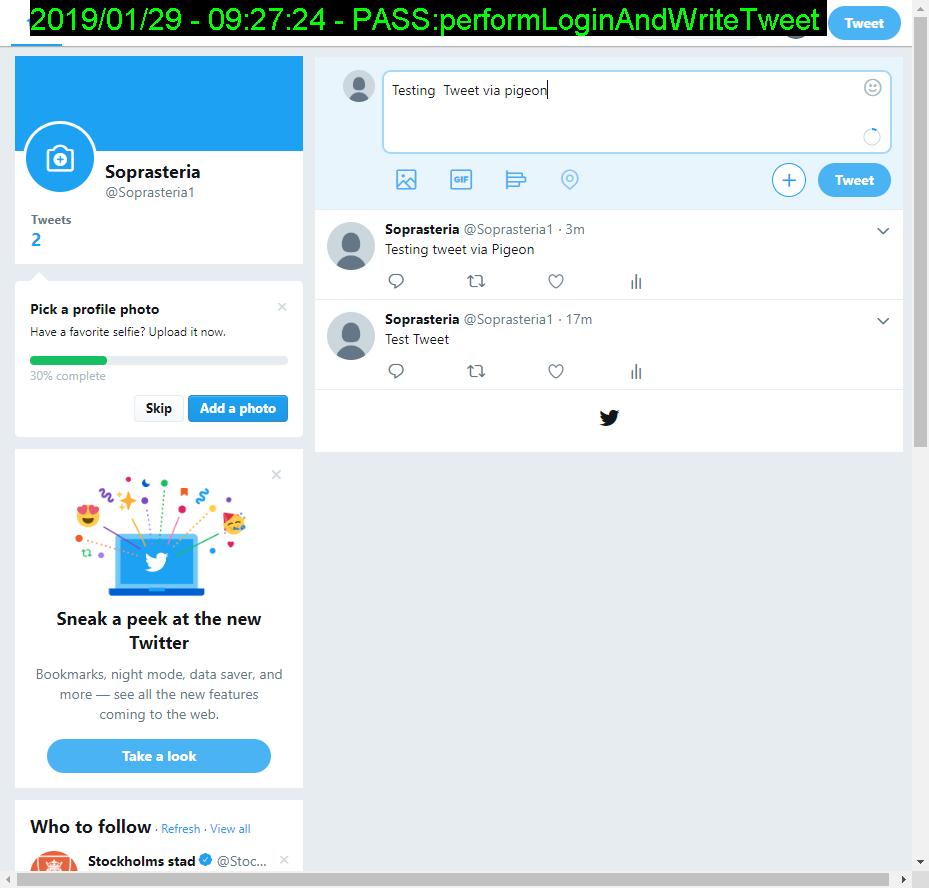 2019/01/29 - 09:27:24 - PASS:performLoginAndWriteTweet
Tweet
Soprasteria
@Soprasteria1
Tweets
2
Pick a profile photo
Have a favorite selfie? Upload it now.
30% complete
Skip
Add a photo
Sneak a peek at the new
Twitter
Bookmarks, night mode, data saver, and
more — see all the new features
coming to the web.
Take a look
Who to follow · Refresh · View all
Stockholms stad @Stoc...
Testing  Tweet via pigeon
GIF
Tweet
Soprasteria @Soprasteria1 · 3m
Testing tweet via Pigeon
Soprasteria @Soprasteria1 · 17m
Test Tweet